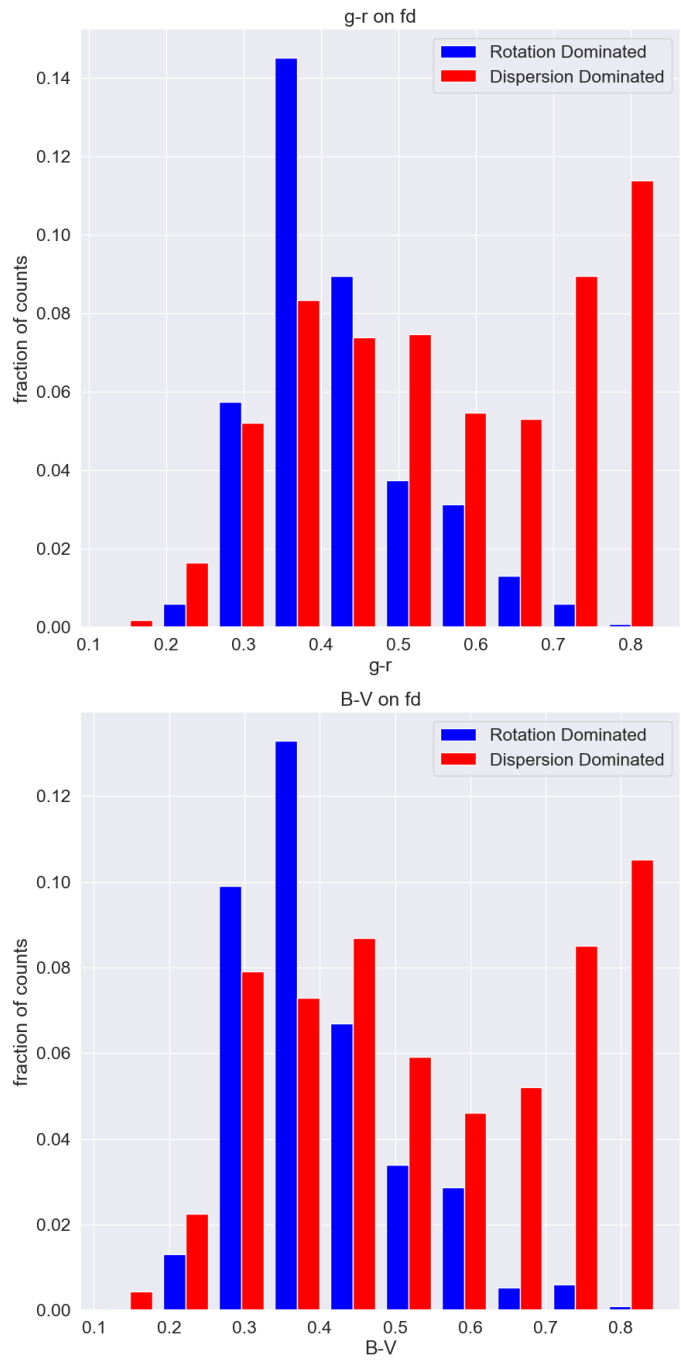 g-r on fd
Rotation Dominated
Dispersion Dominated
0.14
0.12
0.10
0.08
0.06
0.04
0.02
0.00
fraction of counts
0.1 0.2 0.3 0.4 0.5 0.6 0.7 0.8
g-r
B-V on fd
Rotation Dominated
Dispersion Dominated
0.12
0.10
0.08
0.06
0.04
0.02
0.00
fraction of counts
0.1 0.2 0.3 0.4 0.5 0.6 0.7 0.8
B-V